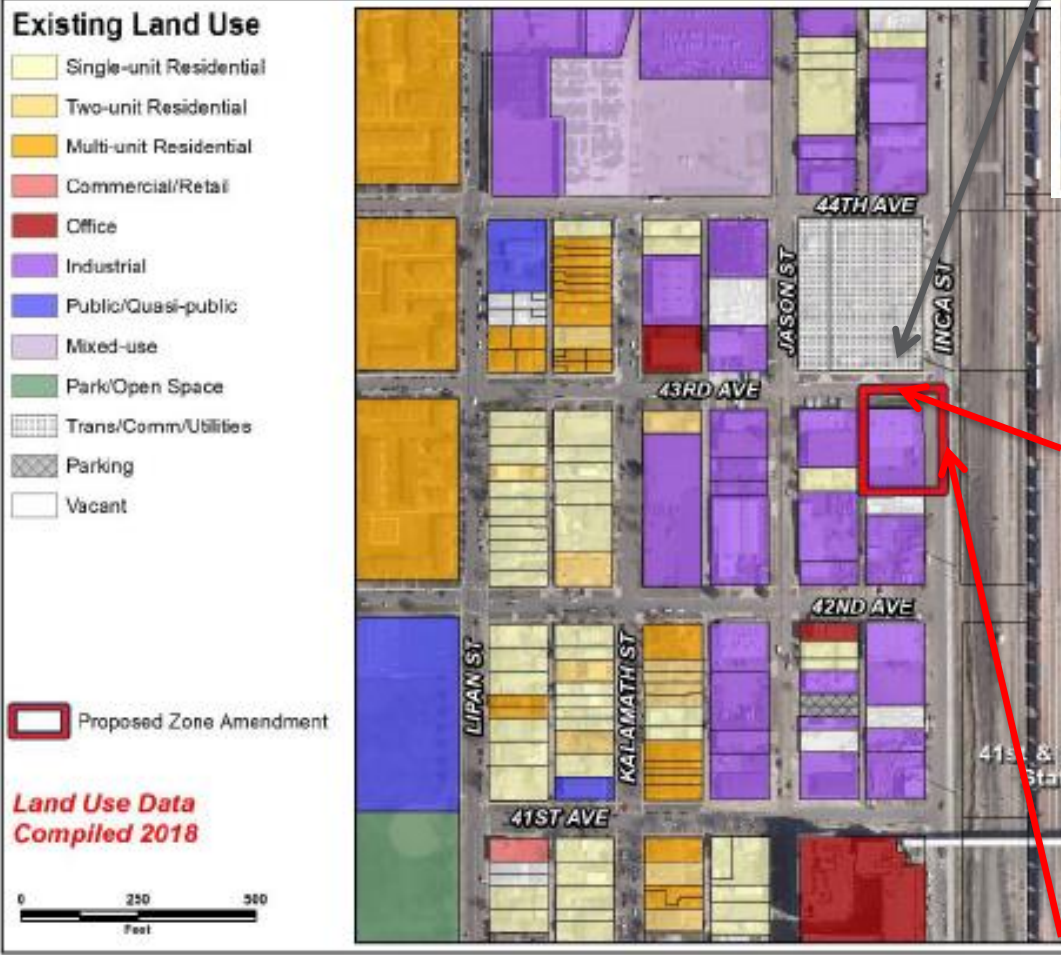 Existing Land Use
Single-unit Residential
Two-unit Residential
Multi-unit Residential
Commercial/Retail
Office
Industrial
Public/Quasi-public
Mixed-use
Park/Open Space
Trans/Comm/Utilities
Parking
Vacant
Proposed Zone Amendment
Land Use Data
Compiled 2018
0 250 500
Feet
44TH AVE
JASON ST
INCA ST
43RD AVE
42ND AVE
LIPAN ST
KALAMATH ST
41st &
41ST AVE